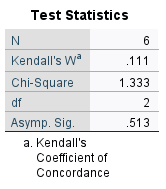 Test Statistics
N 6
Kendall's Wa .111
Chi-Square 1.333
df 2
Asymp. Sig. .513
a. Kendall's
Coefficient of
Concordance